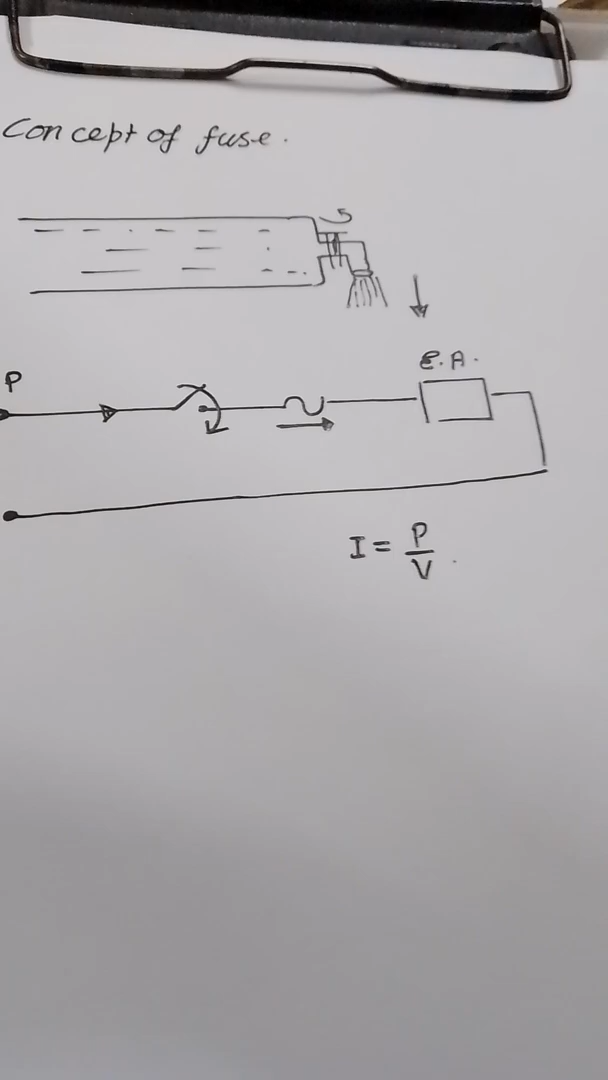 Concept of fuse.
E.A.
P
I = P/V